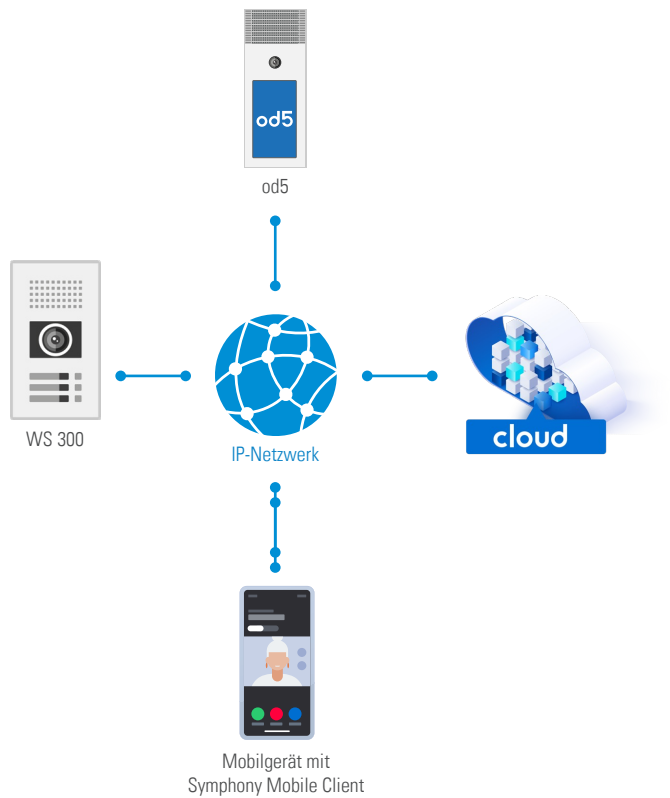 od5
od5
WS 300
IP-Netzwerk
cloud
Mobilgerät mit
Symphony Mobile Client